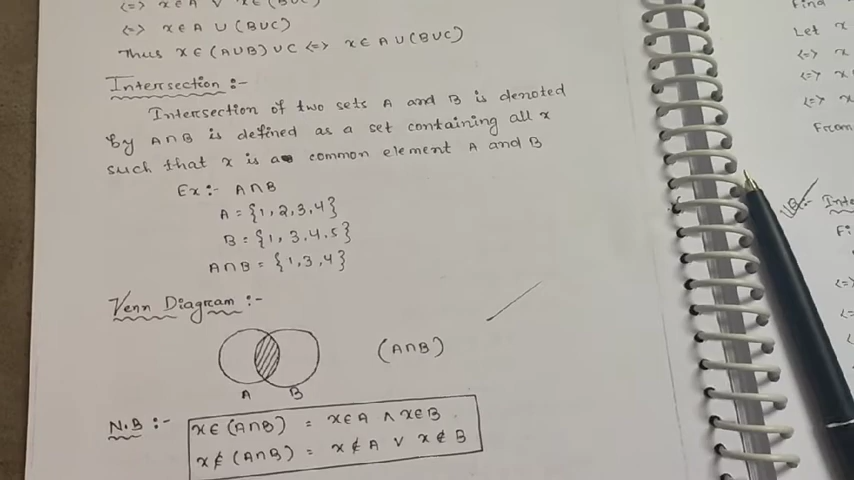 <=> x∈A ∨ x∈(B∪C)
<=> x∈A ∪ (B∪C)
Thus x∈(A∪B)∪C <=> x∈A∪(B∪C)
Intersection :-
Intersection of two sets A and B is denoted
by A∩B is defined as a set containing all x
such that x is a common element A and B
Ex :- A∩B
A = {1, 2, 3, 4}
B = {1, 3, 4, 5}
A∩B = {1, 3, 4}
Venn Diagram :-
(A∩B)
A B
N.B :-
x∈(A∩B) = x∈A ∧ x∈B
x∉(A∩B) = x∉A ∨ x∉B
Find
Let x
<=> x
<=> x
<=> x
From
Inte
Fi
<=>
<=